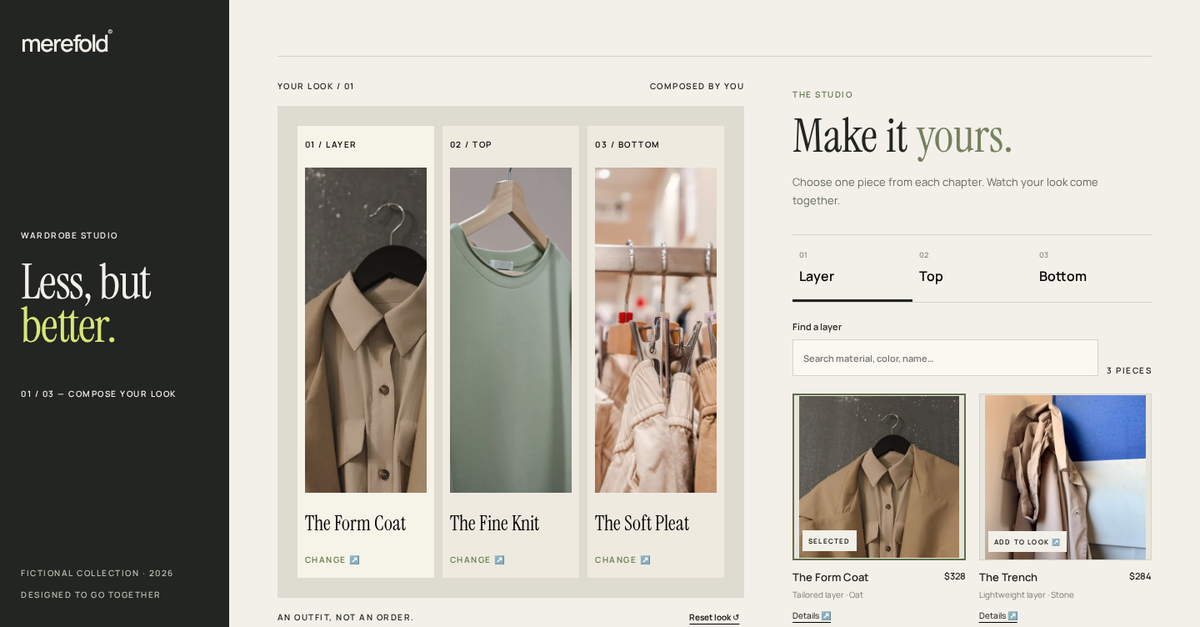 merefold©
WARDROBE STUDIO
Less, but
better.
01 / 03 — COMPOSE YOUR LOOK
FICTIONAL COLLECTION · 2026
DESIGNED TO GO TOGETHER
YOUR LOOK / 01
COMPOSED BY YOU
01 / LAYER
The Form Coat
CHANGE ↗
02 / TOP
The Fine Knit
CHANGE ↗
03 / BOTTOM
The Soft Pleat
CHANGE ↗
AN OUTFIT, NOT AN ORDER.
Reset look ↺
THE STUDIO
Make it yours.
Choose one piece from each chapter. Watch your look come
together.
01
Layer
02
Top
03
Bottom
Find a layer
Search material, color, name…
3 PIECES
SELECTED
The Form Coat
$328
Tailored layer · Oat
Details ↗
ADD TO LOOK ↗
The Trench
$284
Lightweight layer · Stone
Details ↗